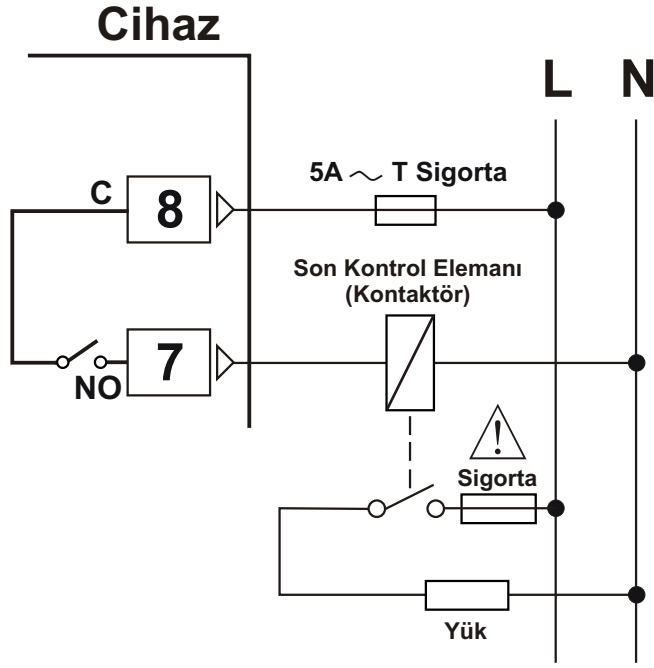 Cihaz
L N
5A ~ T Sigorta
C
8
Son Kontrol Elemanı
(Kontaktör)
7
NO
Sigorta
Yük